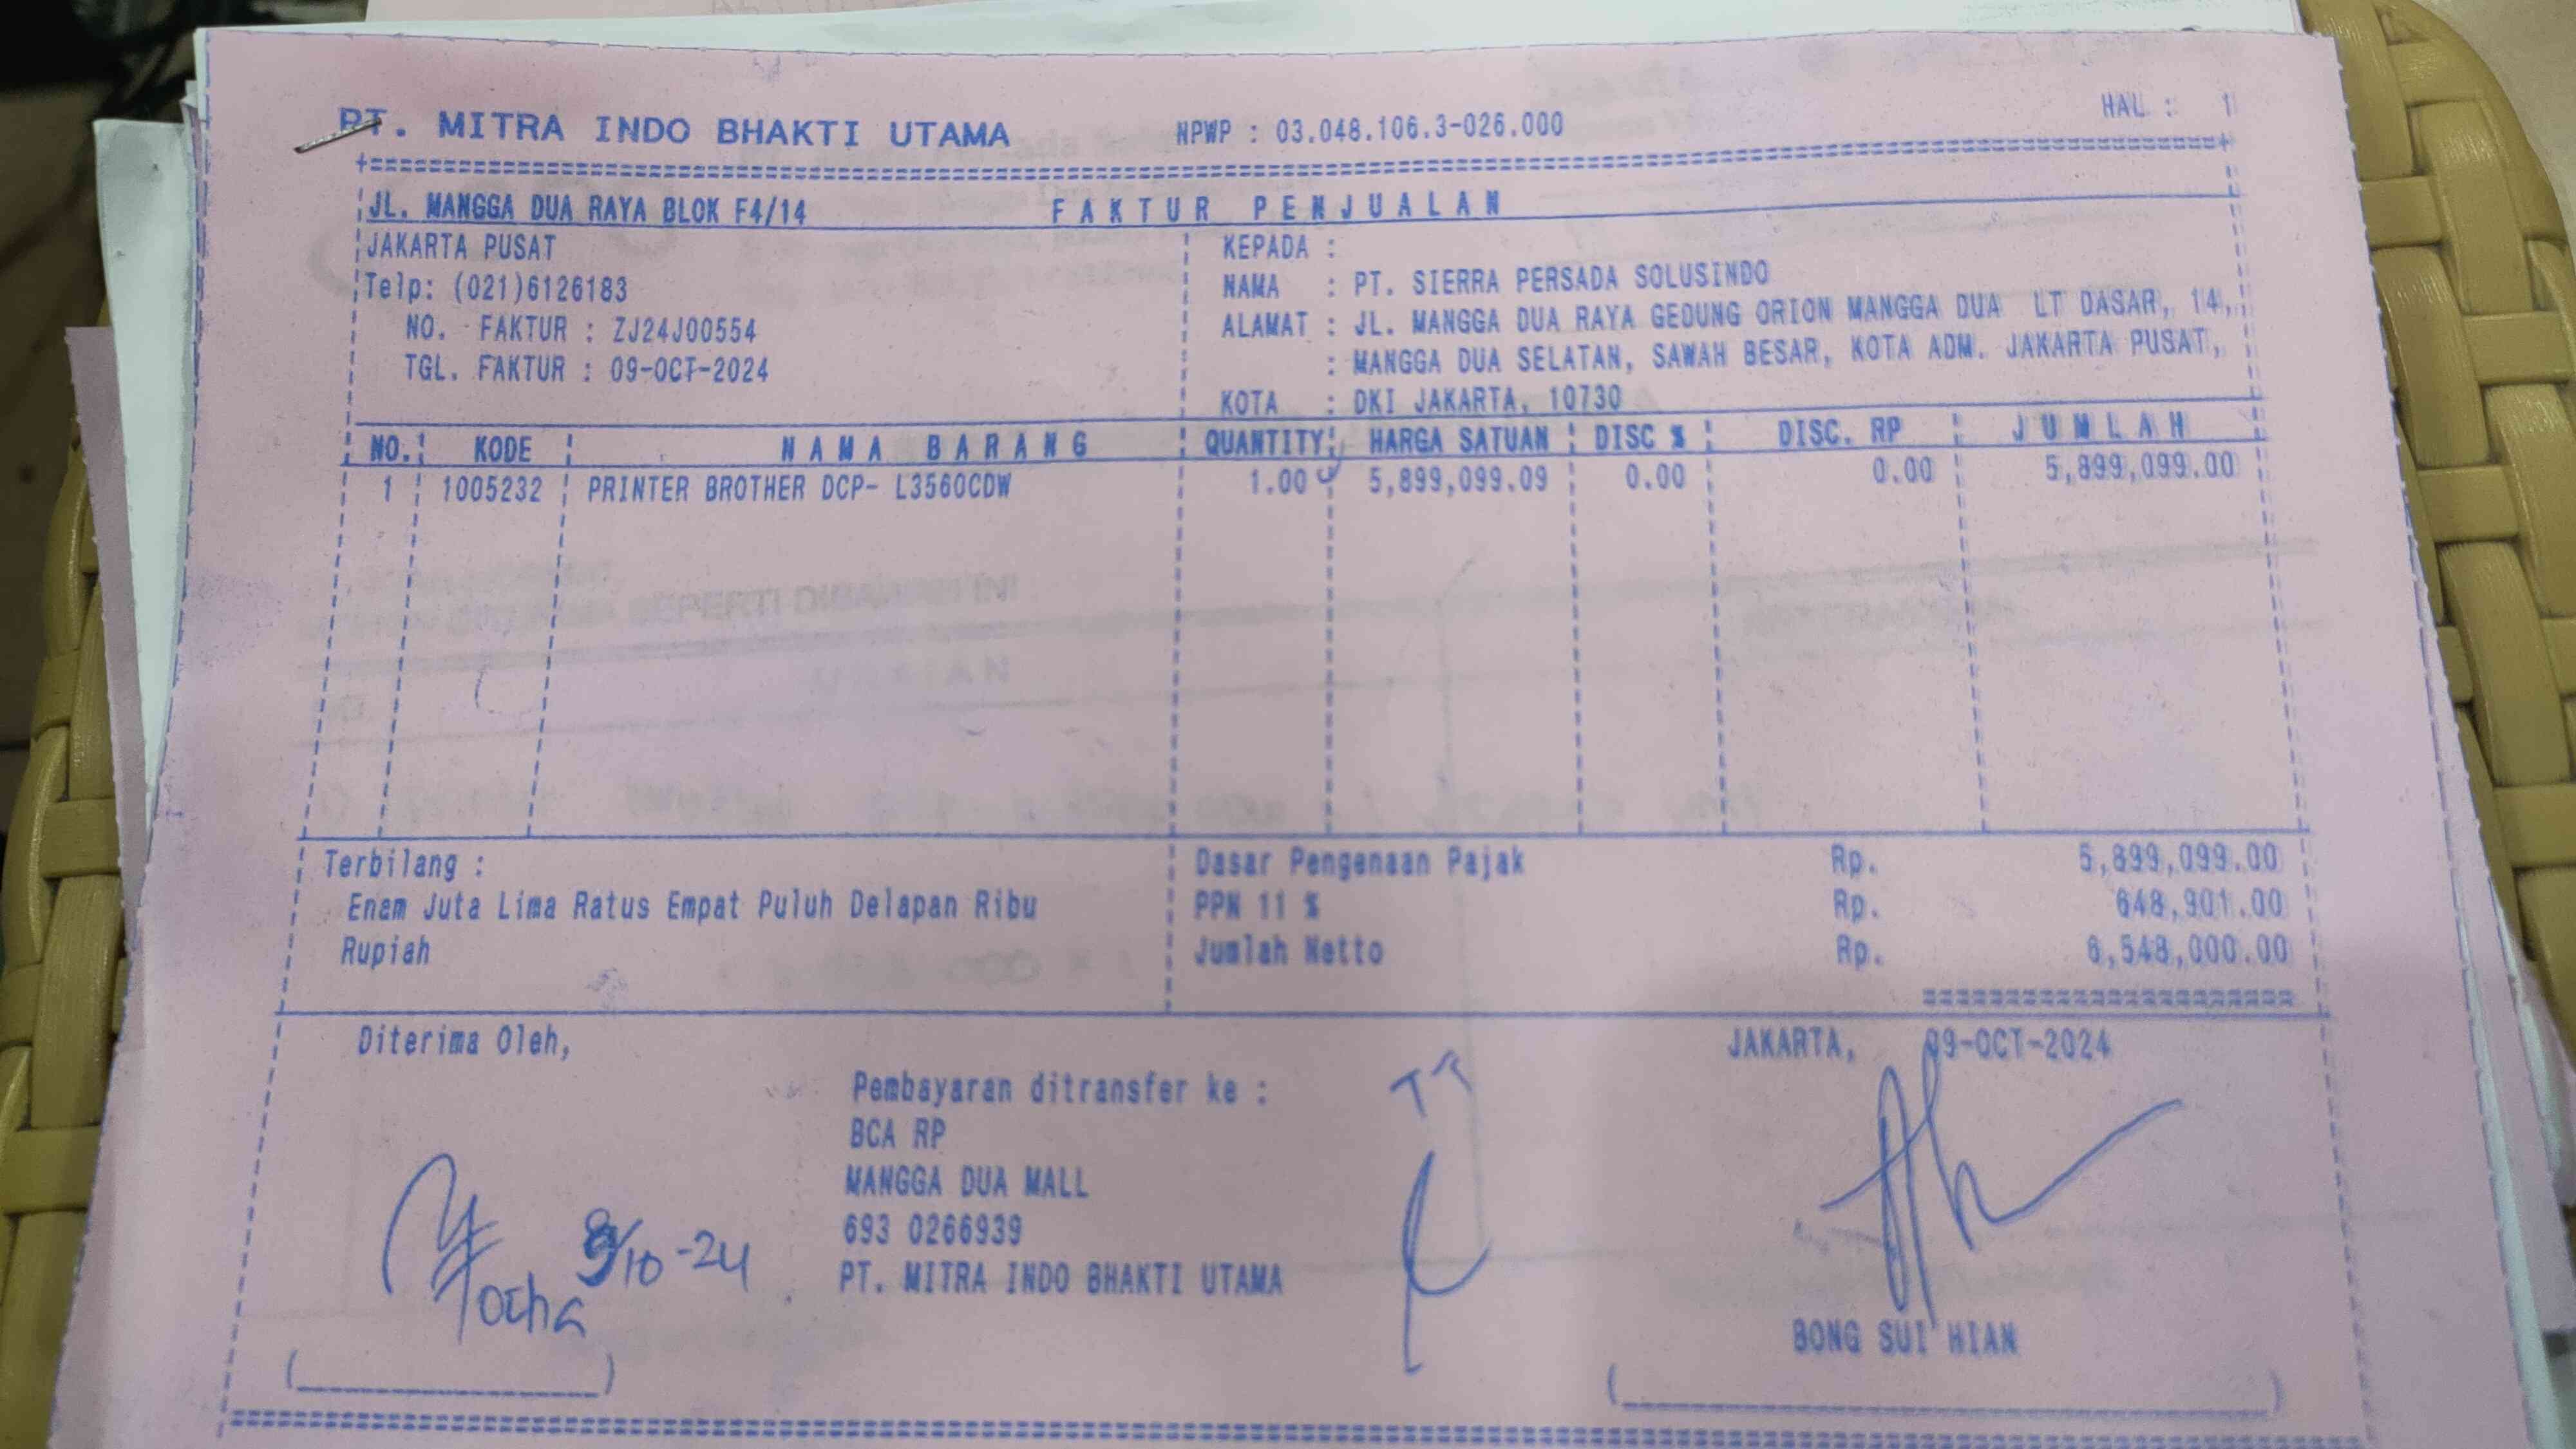 PT. MITRA INDO BHAKTI UTAMA NPWP : 03.048.106.3-026.000 HAL : 1
JL. MANGGA DUA RAYA BLOK F4/14 FAKTUR PENJUALAN
JAKARTA PUSAT KEPADA :
Telp: (021)6126183 NAMA : PT. SIERRA PERSADA SOLUSINDO
NO. FAKTUR : ZJ24J00554 ALAMAT : JL. MANGGA DUA RAYA GEDUNG ORION MANGGA DUA LT DASAR, 14,
TGL. FAKTUR : 09-OCT-2024 : MANGGA DUA SELATAN, SAWAH BESAR, KOTA ADM. JAKARTA PUSAT,
KOTA : DKI JAKARTA, 10730
NO. KODE NAMA BARANG QUANTITY HARGA SATUAN DISC % DISC. RP JUMLAH
1 1005232 PRINTER BROTHER DCP- L3560CDW 1.00 5,899,099.09 0.00 0.00 5,899,099.00
Terbilang : Dasar Pengenaan Pajak Rp. 5,899,099.00
Enam Juta Lima Ratus Empat Puluh Delapan Ribu PPN 11 % Rp. 648,901.00
Rupiah Jumlah Netto Rp. 6,548,000.00
Diterima Oleh, JAKARTA, 09-OCT-2024
Pembayaran ditransfer ke :
BCA RP
MANGGA DUA MALL
693 0266939
PT. MITRA INDO BHAKTI UTAMA
9/10-24
BONG SUI HIAN